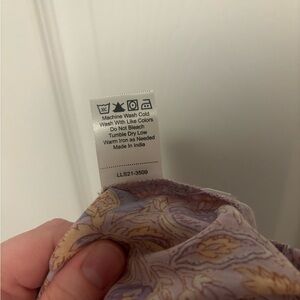 Machine Wash Cold
Wash With Like Colors
Do Not Bleach
Tumble Dry Low
Warm Iron as Needed
Made in India
LLS21-3509